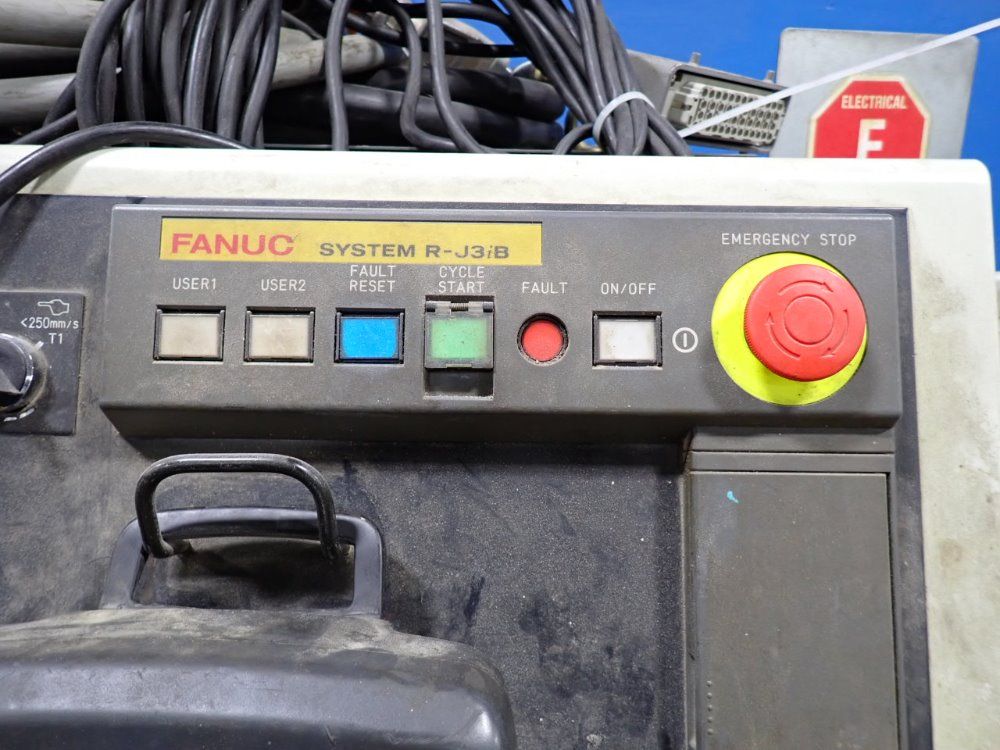 ELECTRICAL
E
FANUC SYSTEM R-J3iB
EMERGENCY STOP
USER1
USER2
FAULT
RESET
CYCLE
START
FAULT
ON/OFF
<250mm/s
T1